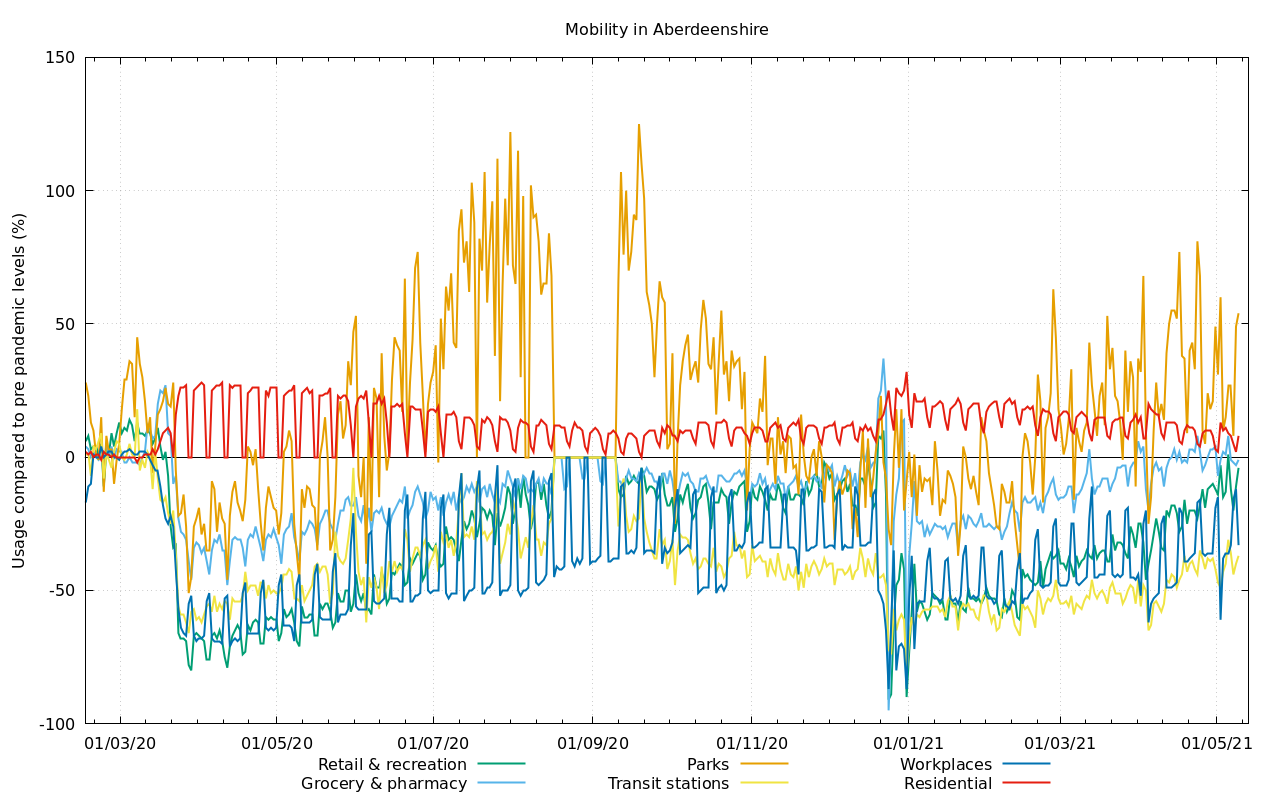 Mobility in Aberdeenshire
Usage compared to pre pandemic levels (%)
150
100
50
0
-50
-100
01/03/20 01/05/20 01/07/20 01/09/20 01/11/20 01/01/21 01/03/21 01/05/21
Retail & recreation Parks Workplaces
Grocery & pharmacy Transit stations Residential